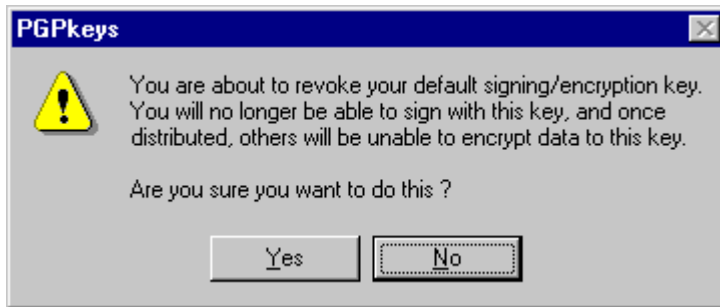 PGPkeys
You are about to revoke your default signing/encryption key.
You will no longer be able to sign with this key, and once
distributed, others will be unable to encrypt data to this key.
Are you sure you want to do this ?
Yes No